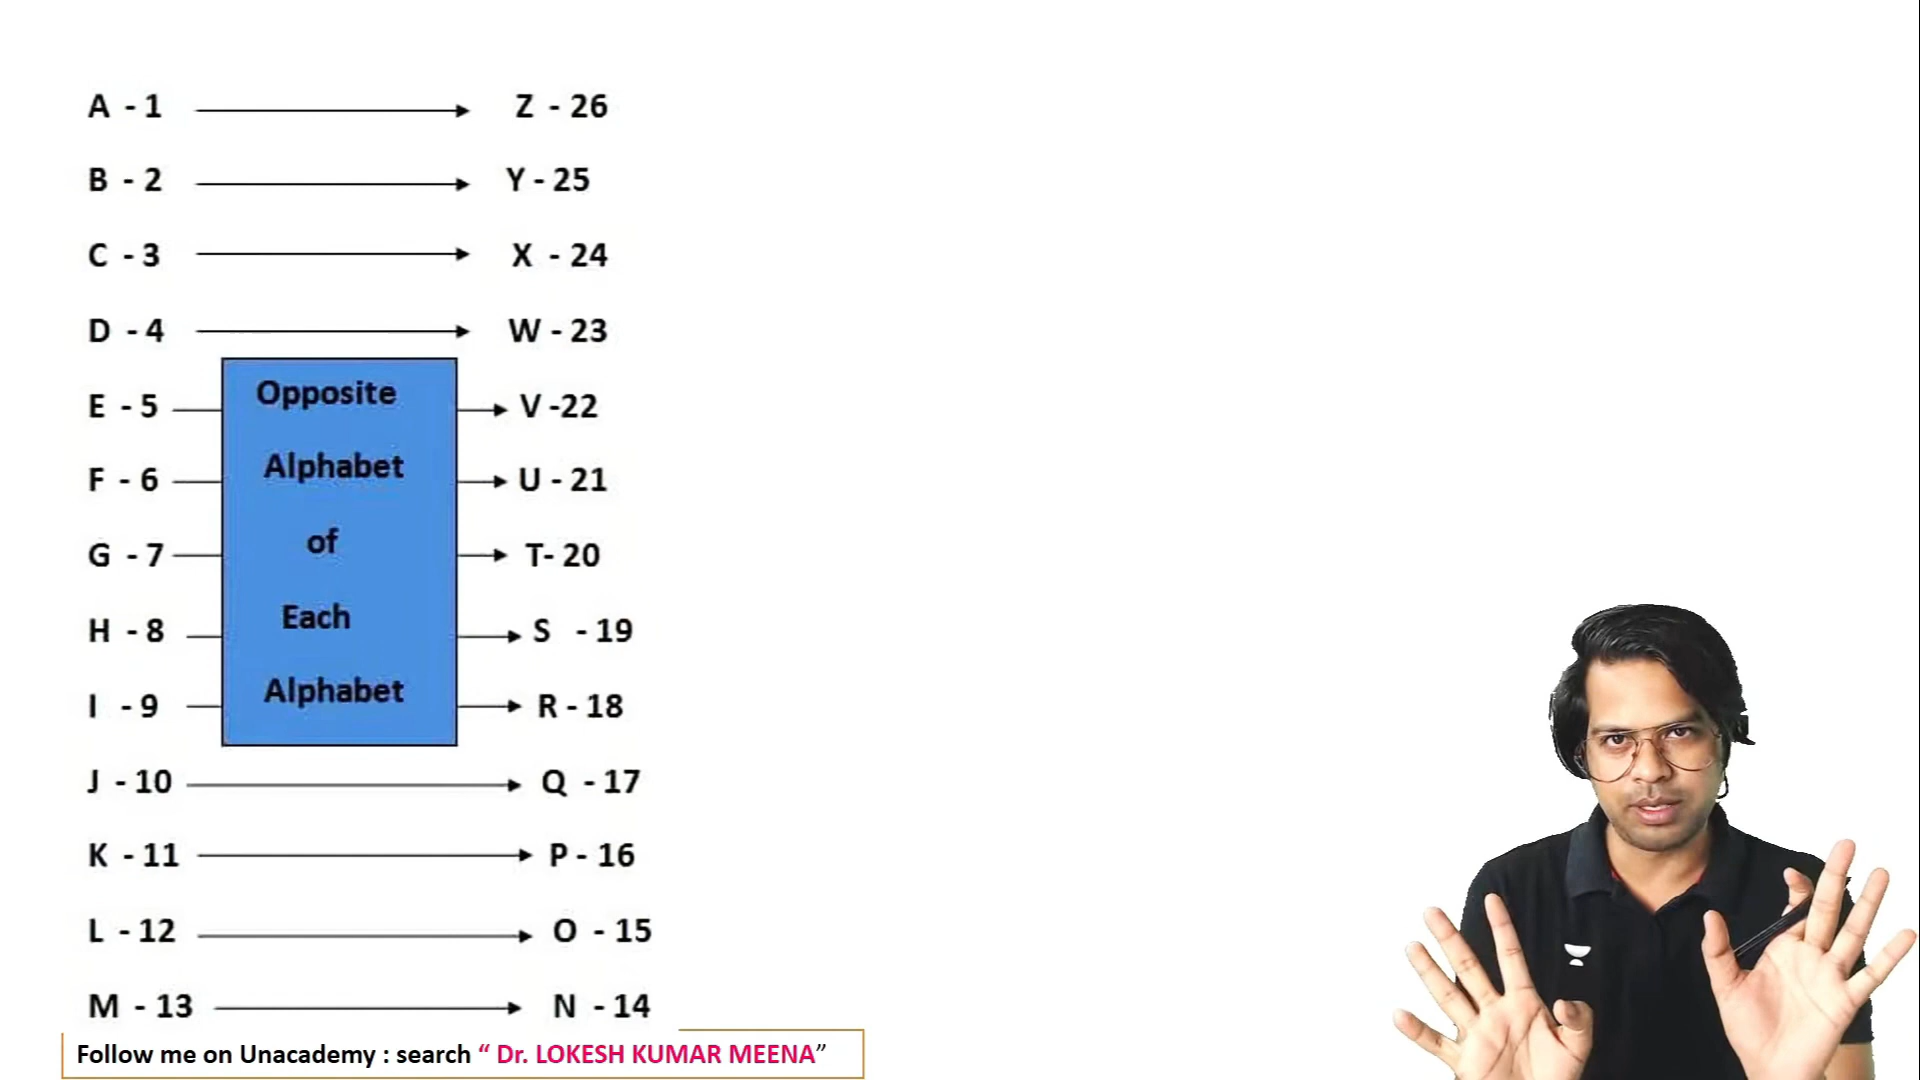 A - 1 Z - 26
B - 2 Y - 25
C - 3 X - 24
D - 4 W - 23
Opposite
E - 5 V -22
Alphabet
F - 6 U - 21
of
G - 7 T- 20
Each
H - 8 S - 19
Alphabet
I - 9 R - 18
J - 10 Q - 17
K - 11 P - 16
L - 12 O - 15
M - 13 N - 14
Follow me on Unacademy : search “ Dr. LOKESH KUMAR MEENA”